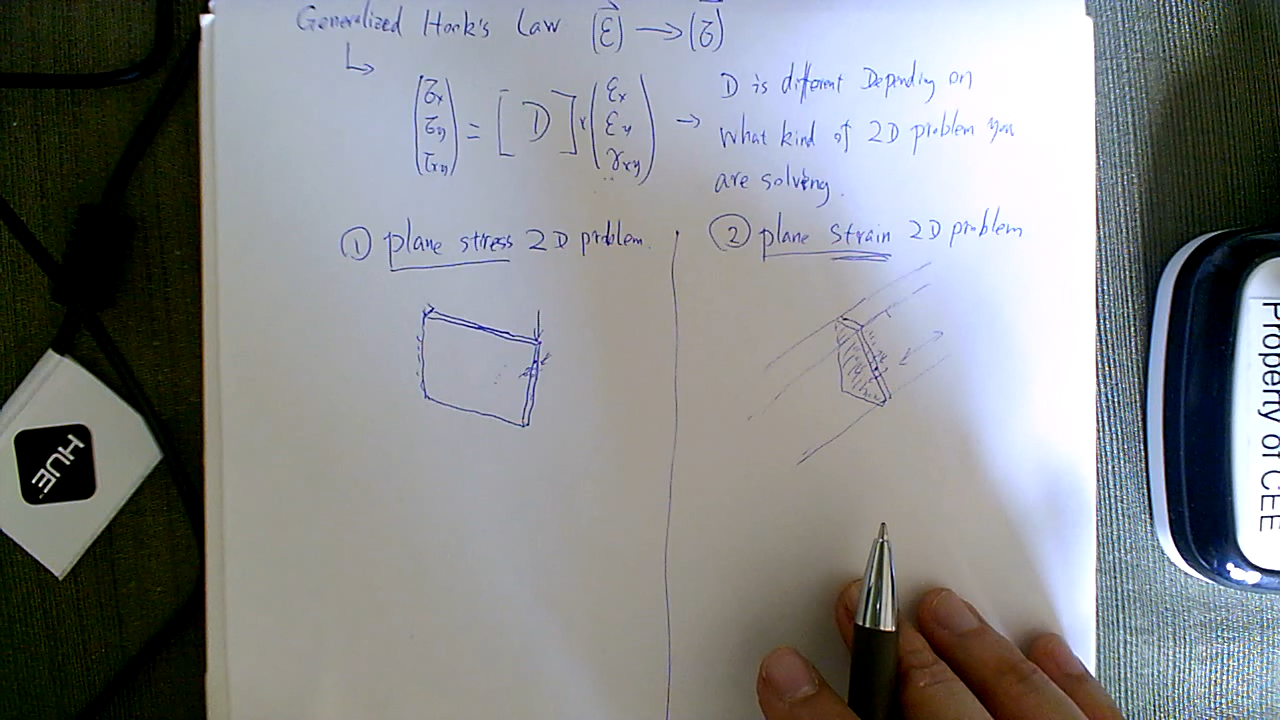 Generalized Hook's Law {ε} → {σ}
↳
{σx σy τxy} = [ D ] × {εx εy γxy} → D is different Depending on
what kind of 2D problem you
are solving.
① plane stress 2D problem.
② plane strain 2D problem
t
HUE
Property of CEE